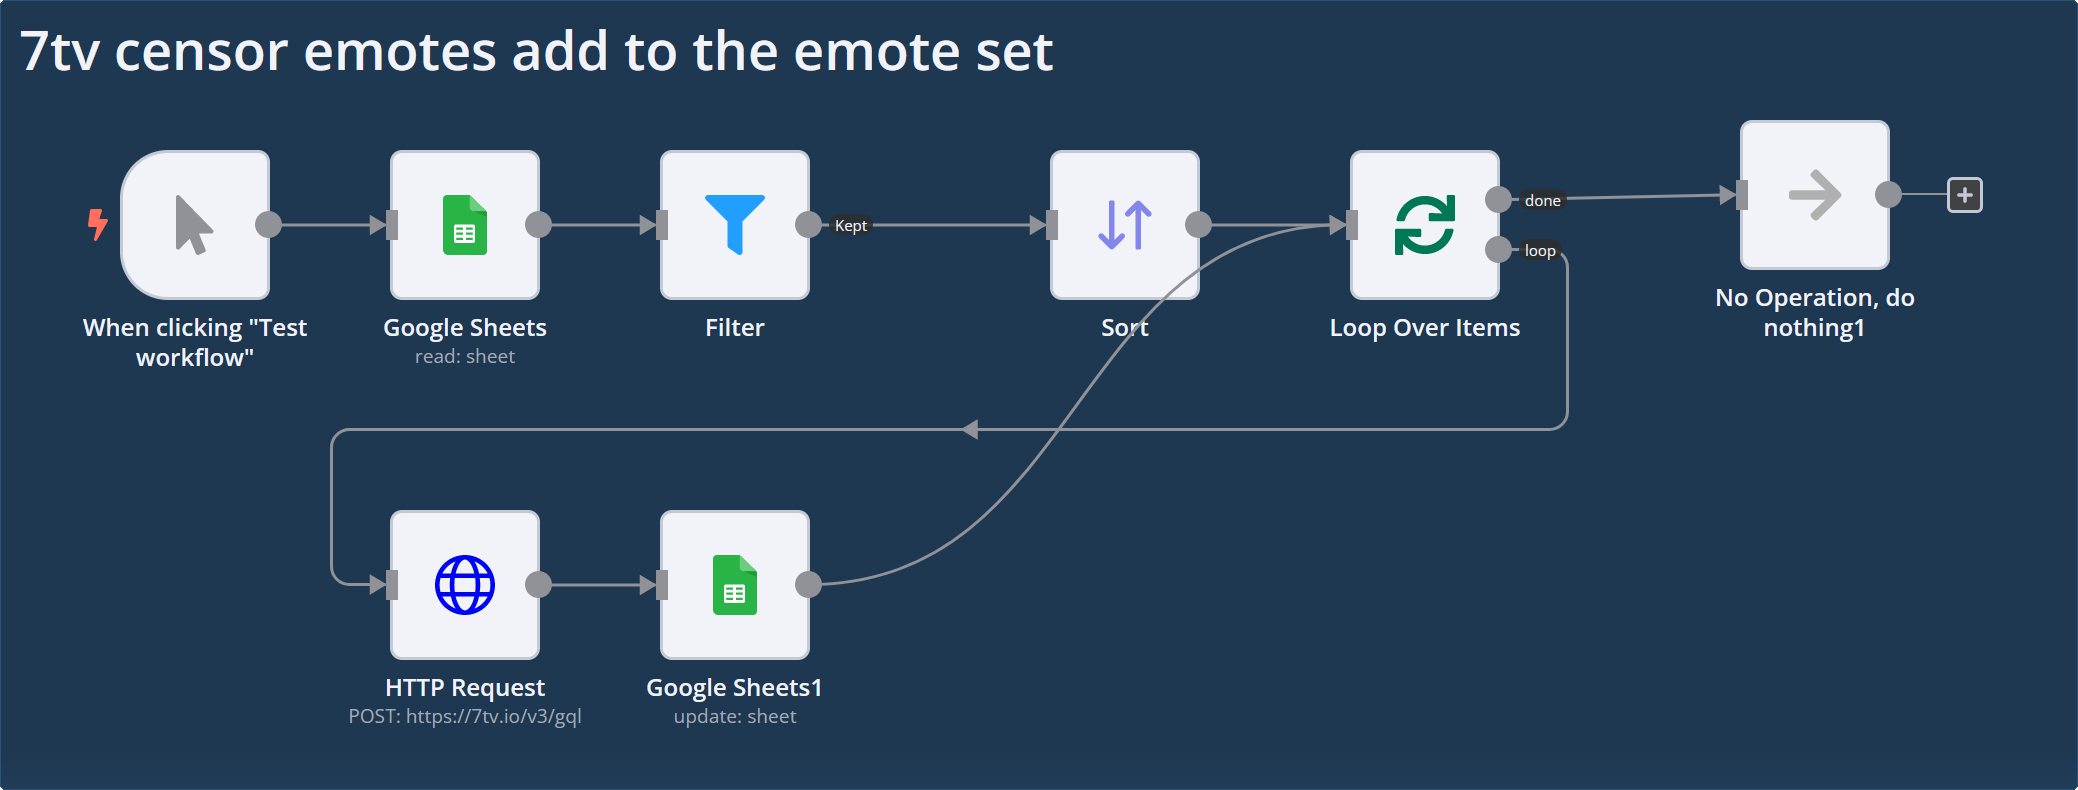 7tv censor emotes add to the emote set
When clicking "Test
workflow"
Google Sheets
read: sheet
Filter
Kept
Sort
Loop Over Items
done
loop
No Operation, do
nothing1
HTTP Request
POST: https://7tv.io/v3/gql
Google Sheets1
update: sheet